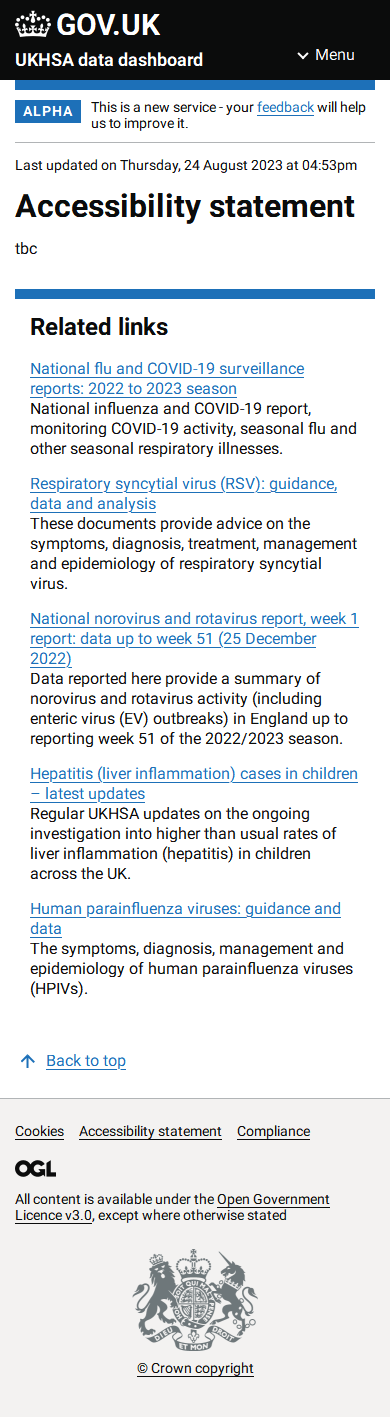 GOV.UK
UKHSA data dashboard
Menu
ALPHA
This is a new service - your feedback will help
us to improve it.
Last updated on Thursday, 24 August 2023 at 04:53pm
Accessibility statement
tbc
Related links
National flu and COVID-19 surveillance
reports: 2022 to 2023 season
National influenza and COVID-19 report,
monitoring COVID-19 activity, seasonal flu and
other seasonal respiratory illnesses.
Respiratory syncytial virus (RSV): guidance,
data and analysis
These documents provide advice on the
symptoms, diagnosis, treatment, management
and epidemiology of respiratory syncytial
virus.
National norovirus and rotavirus report, week 1
report: data up to week 51 (25 December
2022)
Data reported here provide a summary of
norovirus and rotavirus activity (including
enteric virus (EV) outbreaks) in England up to
reporting week 51 of the 2022/2023 season.
Hepatitis (liver inflammation) cases in children
– latest updates
Regular UKHSA updates on the ongoing
investigation into higher than usual rates of
liver inflammation (hepatitis) in children
across the UK.
Human parainfluenza viruses: guidance and
data
The symptoms, diagnosis, management and
epidemiology of human parainfluenza viruses
(HPIVs).
Back to top
Cookies Accessibility statement Compliance
OGL
All content is available under the Open Government
Licence v3.0, except where otherwise stated
DIEU ET MON DROIT
© Crown copyright